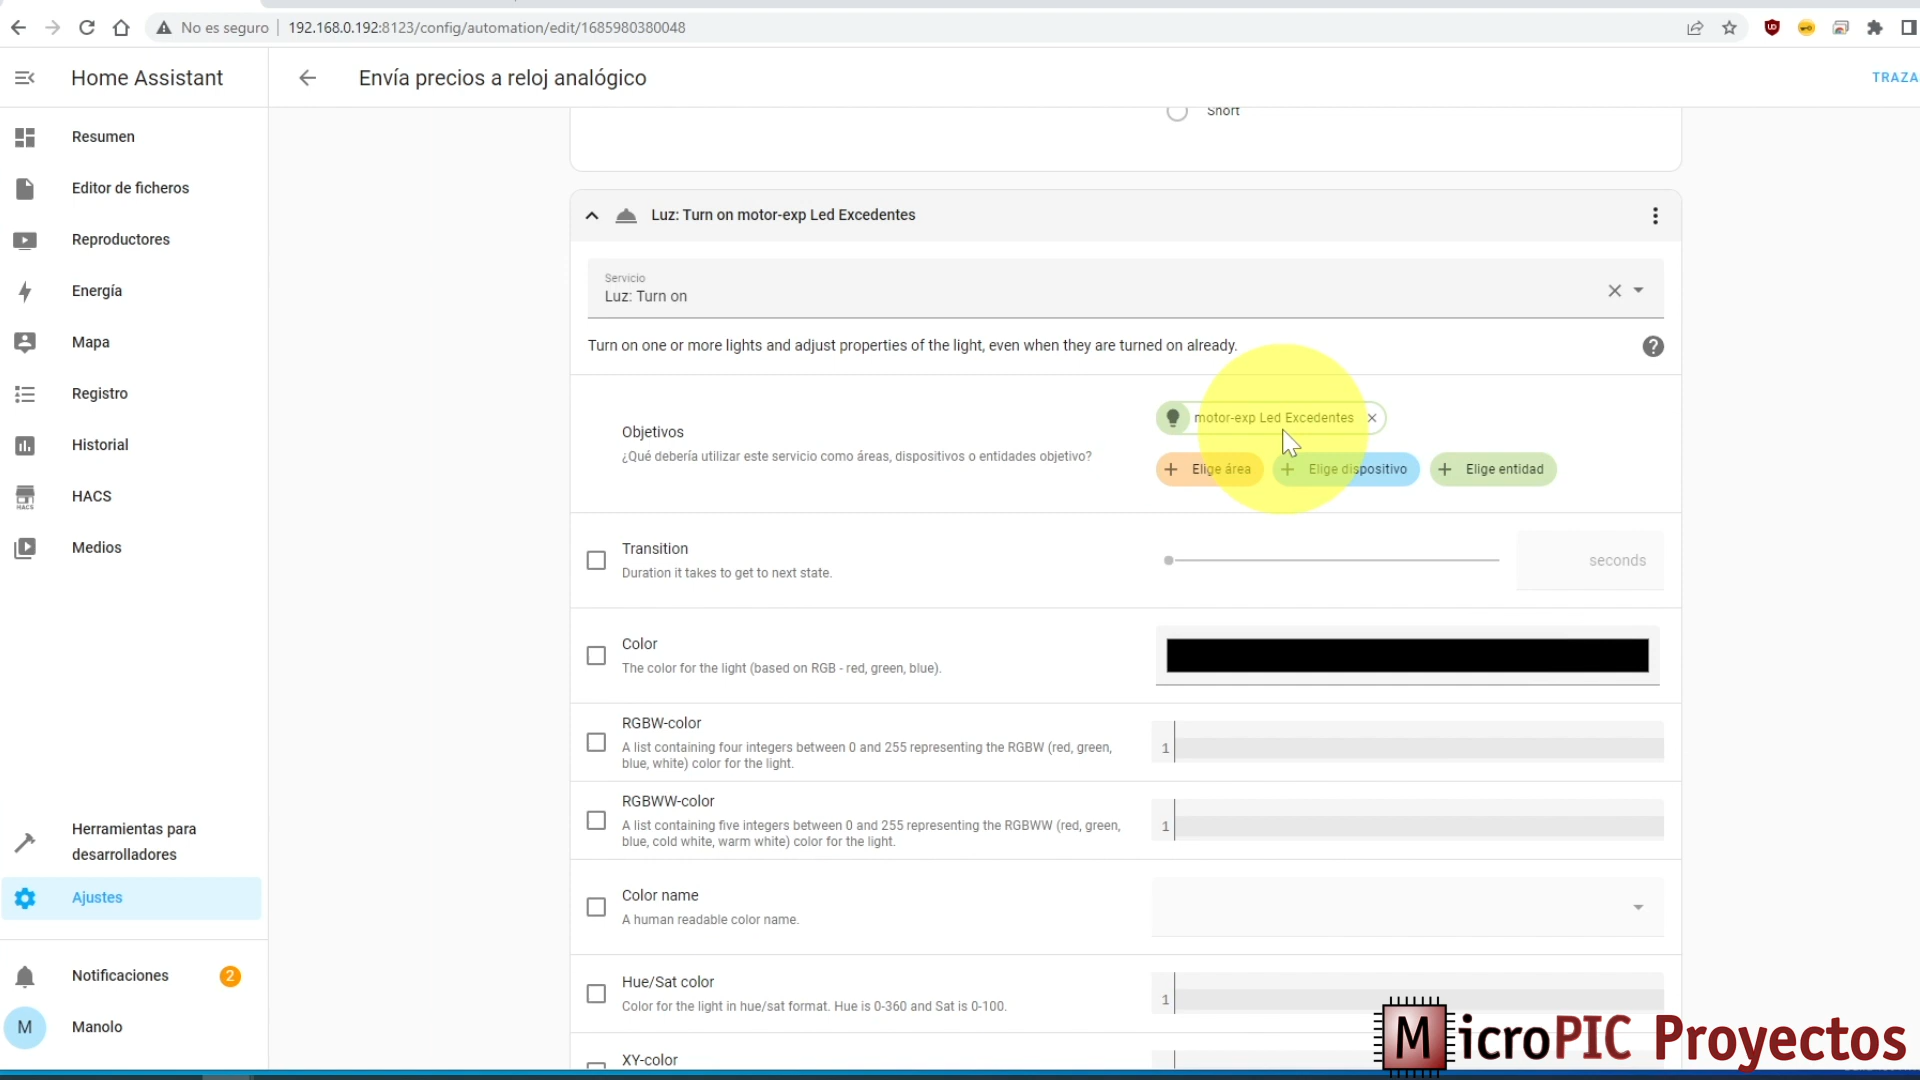 No es seguro
192.168.0.192:8123/config/automation/edit/1685980380048
Home Assistant
Envía precios a reloj analógico
TRAZA
Resumen
Editor de ficheros
Reproductores
Energía
Mapa
Registro
Historial
HACS
HACS
Medios
Herramientas para
desarrolladores
Ajustes
Notificaciones
2
M
Manolo
Short
Luz: Turn on motor-exp Led Excedentes
Servicio
Luz: Turn on
Turn on one or more lights and adjust properties of the light, even when they are turned on already.
Objetivos
¿Qué debería utilizar este servicio como áreas, dispositivos o entidades objetivo?
motor-exp Led Excedentes
Elige área
Elige dispositivo
Elige entidad
Transition
Duration it takes to get to next state.
seconds
Color
The color for the light (based on RGB - red, green, blue).
RGBW-color
A list containing four integers between 0 and 255 representing the RGBW (red, green,
blue, white) color for the light.
1
RGBWW-color
A list containing five integers between 0 and 255 representing the RGBWW (red, green,
blue, cold white, warm white) color for the light.
1
Color name
A human readable color name.
Hue/Sat color
Color for the light in hue/sat format. Hue is 0-360 and Sat is 0-100.
1
XY-color
MicroPIC Proyectos